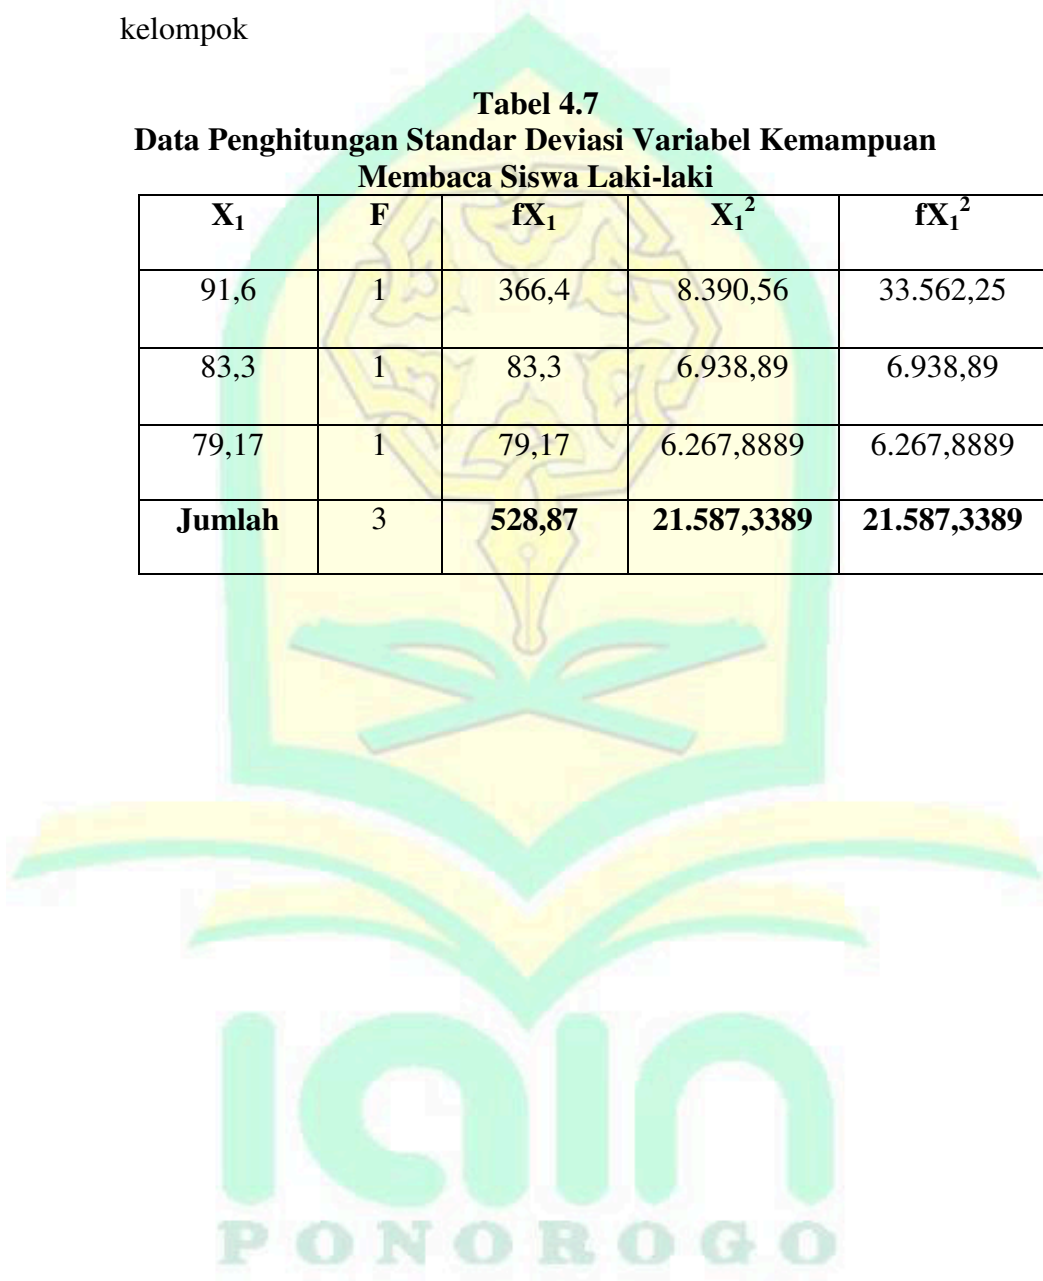 kelompok
Tabel 4.7
Data Penghitungan Standar Deviasi Variabel Kemampuan
Membaca Siswa Laki-laki
X₁ F fX₁ X₁² fX₁²
91,6 1 366,4 8.390,56 33.562,25
83,3 1 83,3 6.938,89 6.938,89
79,17 1 79,17 6.267,8889 6.267,8889
Jumlah 3 528,87 21.587,3389 21.587,3389
iain
PONOROGO